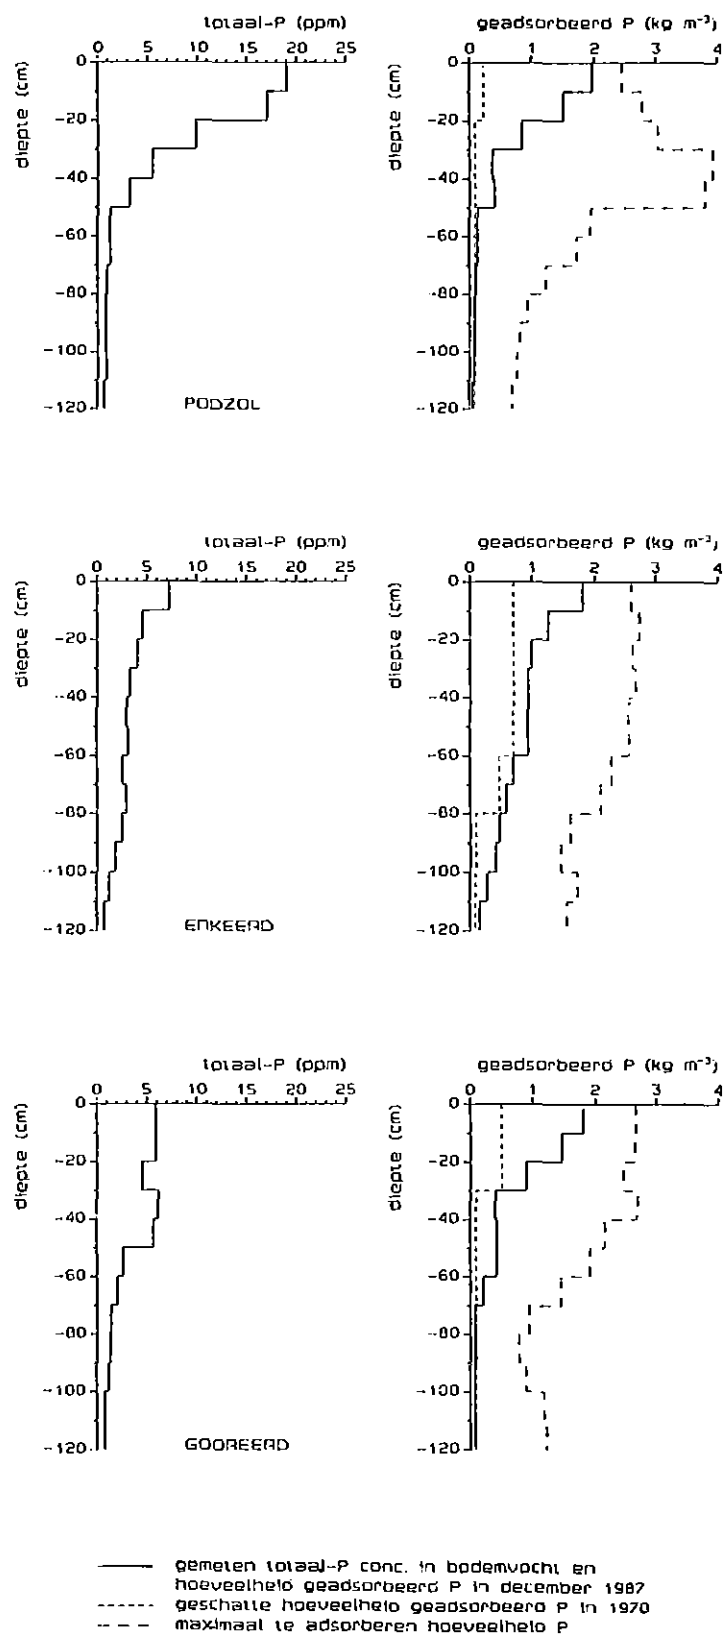 totaal-P (ppm)
0 5 10 15 20 25
diepte (cm)
0
-20
-40
-60
-80
-100
-120
PODZOL
geadsorbeerd P (kg m⁻³)
0 1 2 3 4
diepte (cm)
0
-20
-40
-60
-80
-100
-120
totaal-P (ppm)
0 5 10 15 20 25
diepte (cm)
0
-20
-40
-60
-80
-100
-120
ENKEERD
geadsorbeerd P (kg m⁻³)
0 1 2 3 4
diepte (cm)
0
-20
-40
-60
-80
-100
-120
totaal-P (ppm)
0 5 10 15 20 25
diepte (cm)
0
-20
-40
-60
-80
-100
-120
GOOREERD
geadsorbeerd P (kg m⁻³)
0 1 2 3 4
diepte (cm)
0
-20
-40
-60
-80
-100
-120
gemeten totaal-P conc. in bodemvocht en
hoeveelheid geadsorbeerd P in december 1987
geschatte hoeveelheid geadsorbeerd P in 1970
maximaal te adsorberen hoeveelheid P